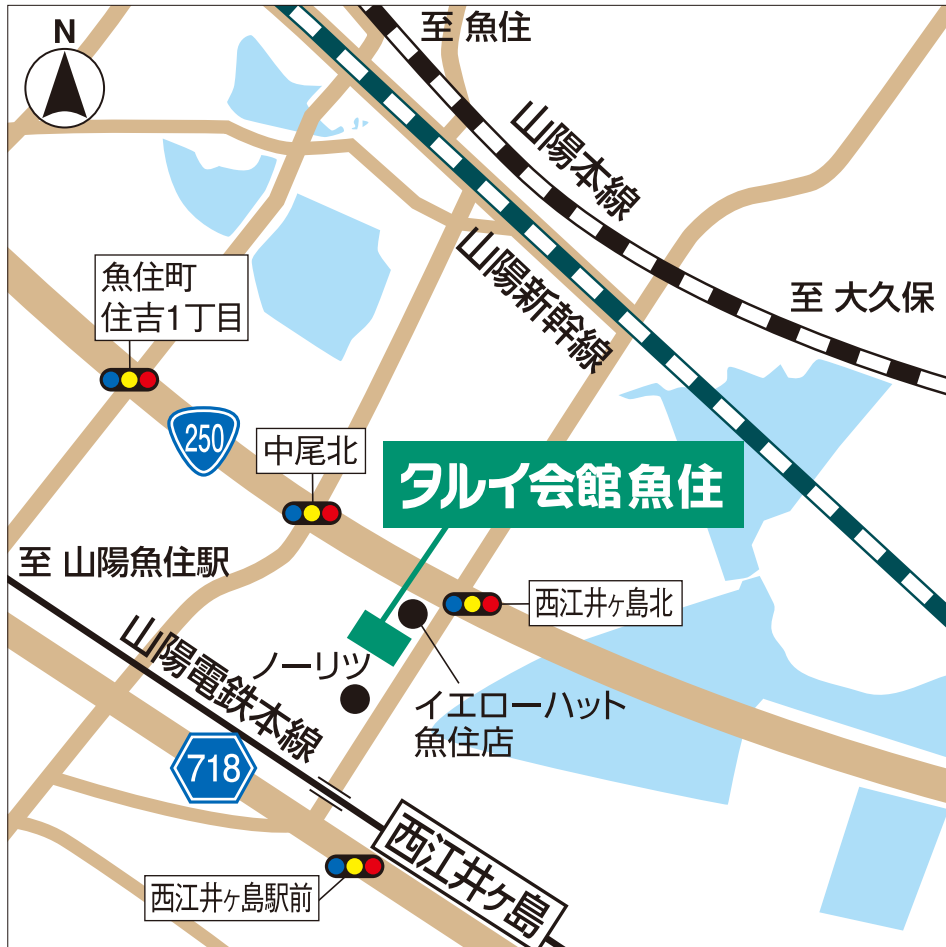 N
至 魚住
山陽本線
山陽新幹線
至 大久保
魚住町
住吉1丁目
250
中尾北
タルイ会館 魚住
至 山陽魚住駅
西江井ヶ島北
山陽電鉄本線
ノーリツ
イエローハット
魚住店
718
西江井ヶ島
西江井ヶ島駅前